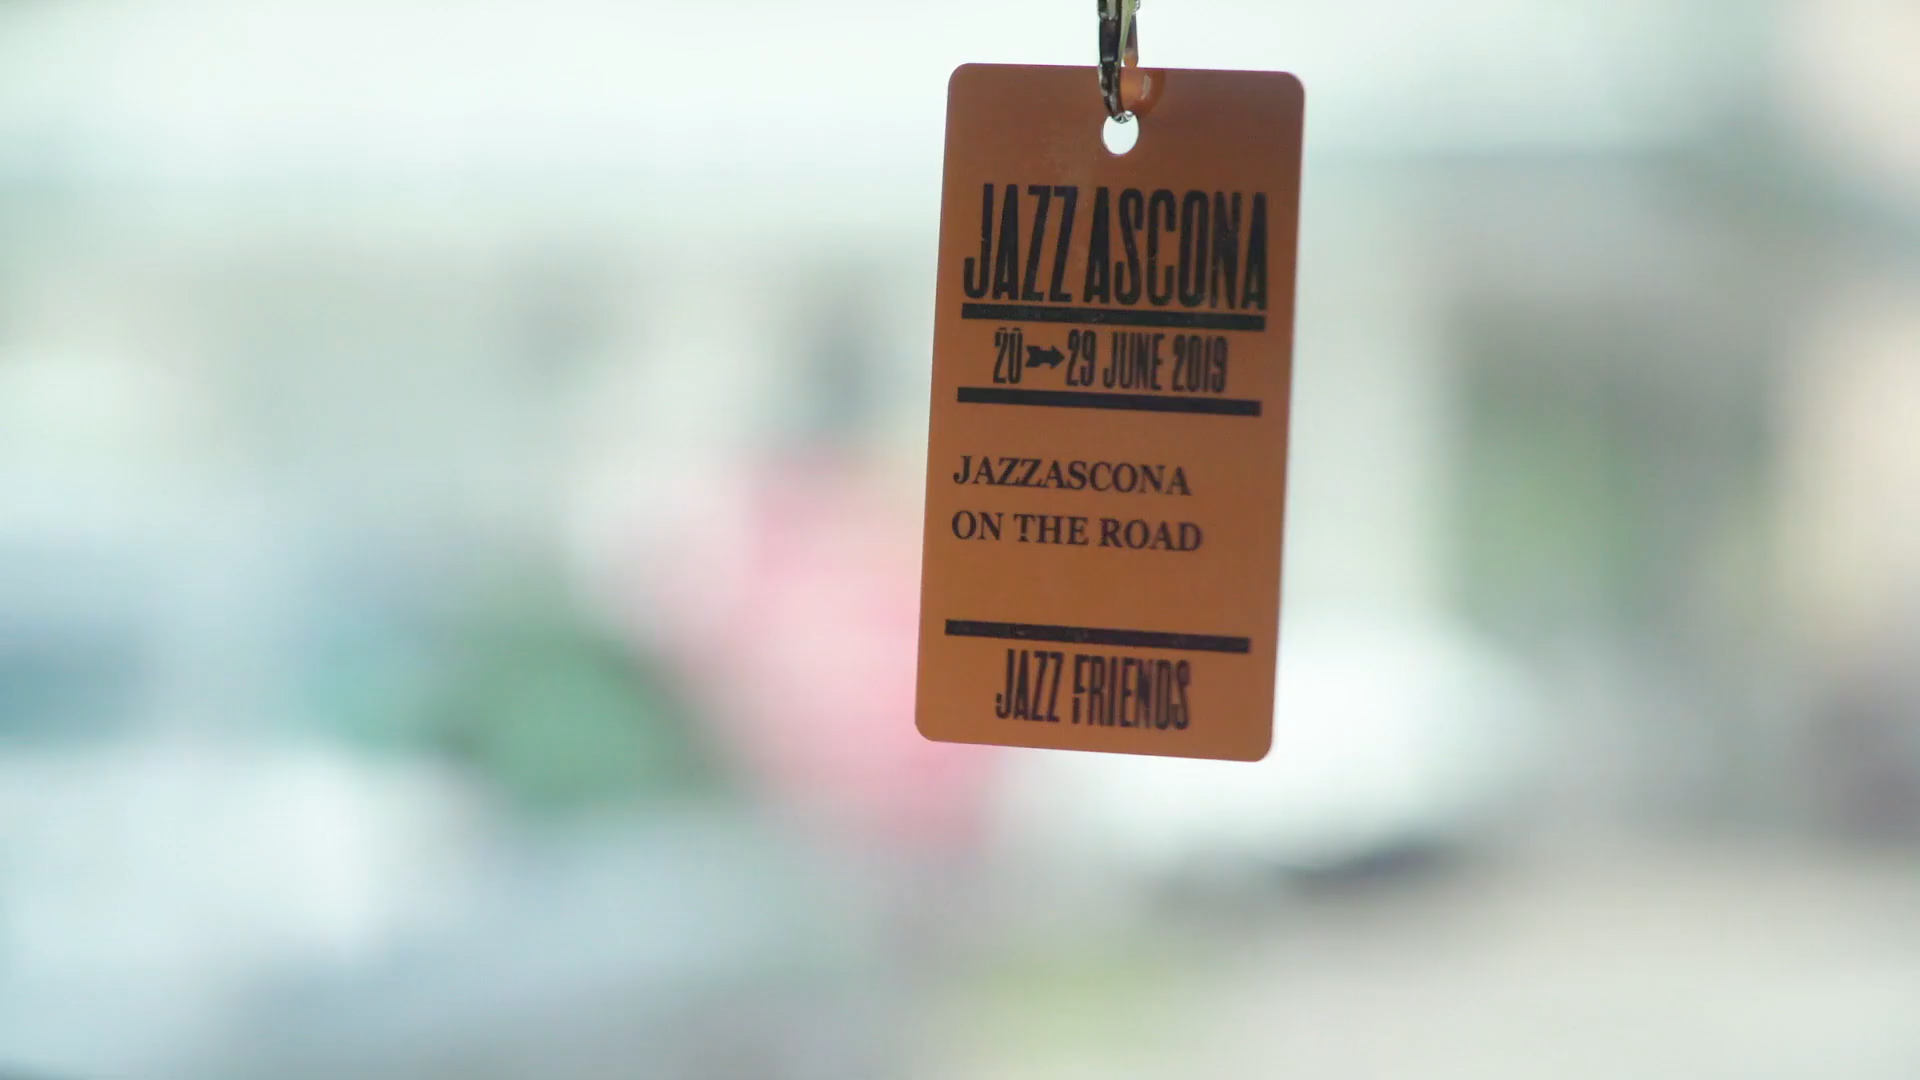 JAZZ ASCONA
20 ➳ 29 JUNE 2019
JAZZASCONA
ON THE ROAD
JAZZ FRIENDS